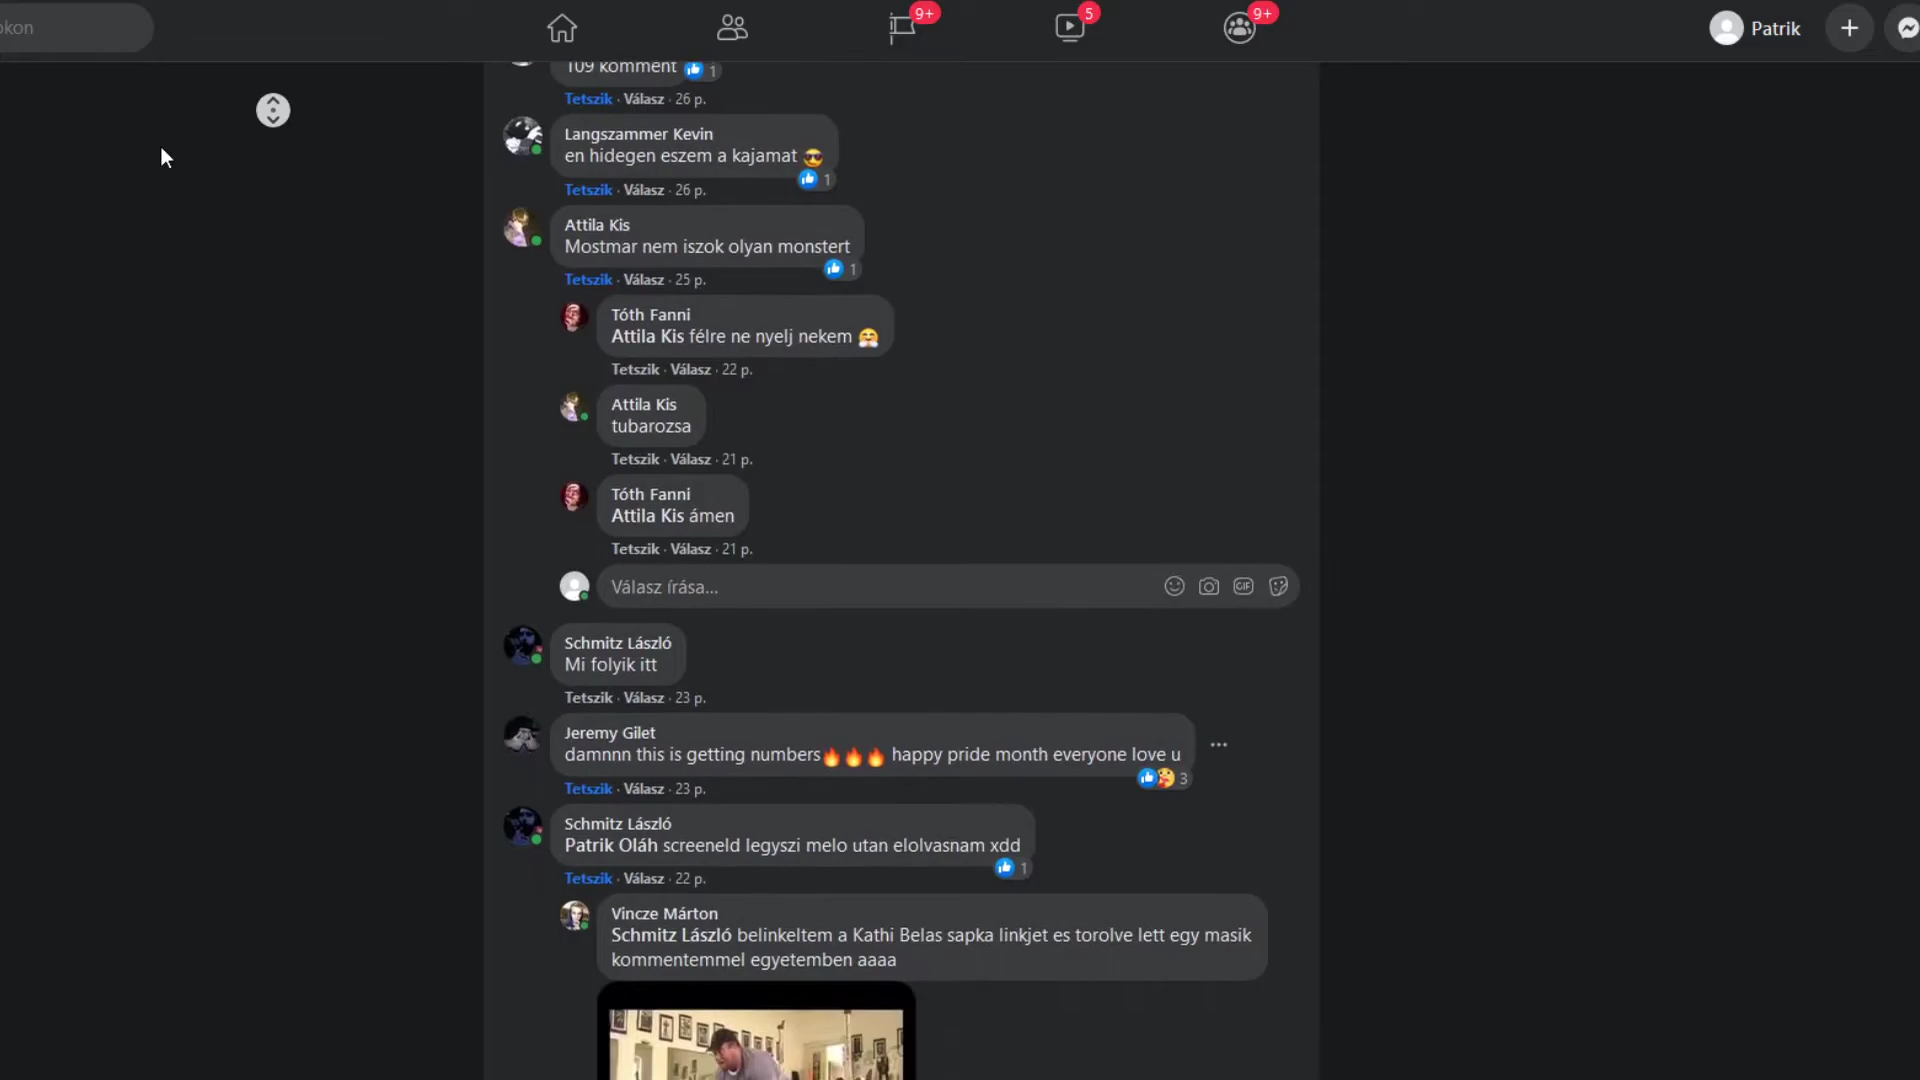 okon
9+
5
9+
Patrik
109 komment
1
Tetszik · Válasz · 26 p.
Langszammer Kevin
en hidegen eszem a kajamat 😎
1
Tetszik · Válasz · 26 p.
Attila Kis
Mostmar nem iszok olyan monstert
1
Tetszik · Válasz · 25 p.
Tóth Fanni
Attila Kis félre ne nyelj nekem 🤗
Tetszik · Válasz · 22 p.
Attila Kis
tubarozsa
Tetszik · Válasz · 21 p.
Tóth Fanni
Attila Kis ámen
Tetszik · Válasz · 21 p.
Válasz írása...
GIF
Schmitz László
Mi folyik itt
Tetszik · Válasz · 23 p.
Jeremy Gilet
damnnn this is getting numbers🔥🔥🔥 happy pride month everyone love u
3
Tetszik · Válasz · 23 p.
Schmitz László
Patrik Oláh screeneld legyszi melo utan elolvasnam xdd
1
Tetszik · Válasz · 22 p.
Vincze Márton
Schmitz László belinkeltem a Kathi Belas sapka linkjet es torolve lett egy masik
kommentemmel egyetemben aaaa